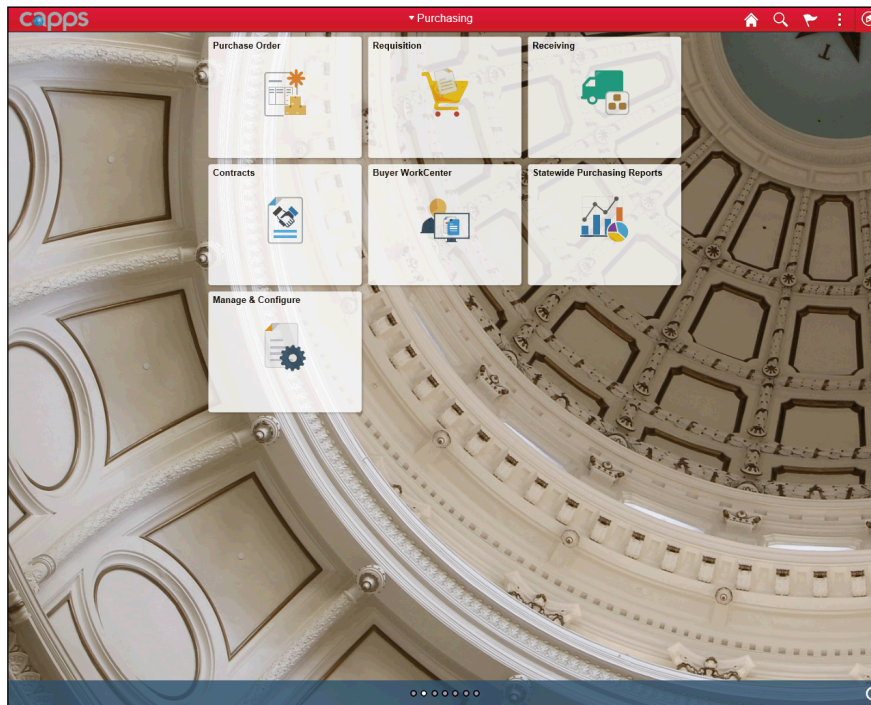 capps
Purchasing
Purchase Order
Requisition
Receiving
Contracts
Buyer WorkCenter
Statewide Purchasing Reports
Manage & Configure